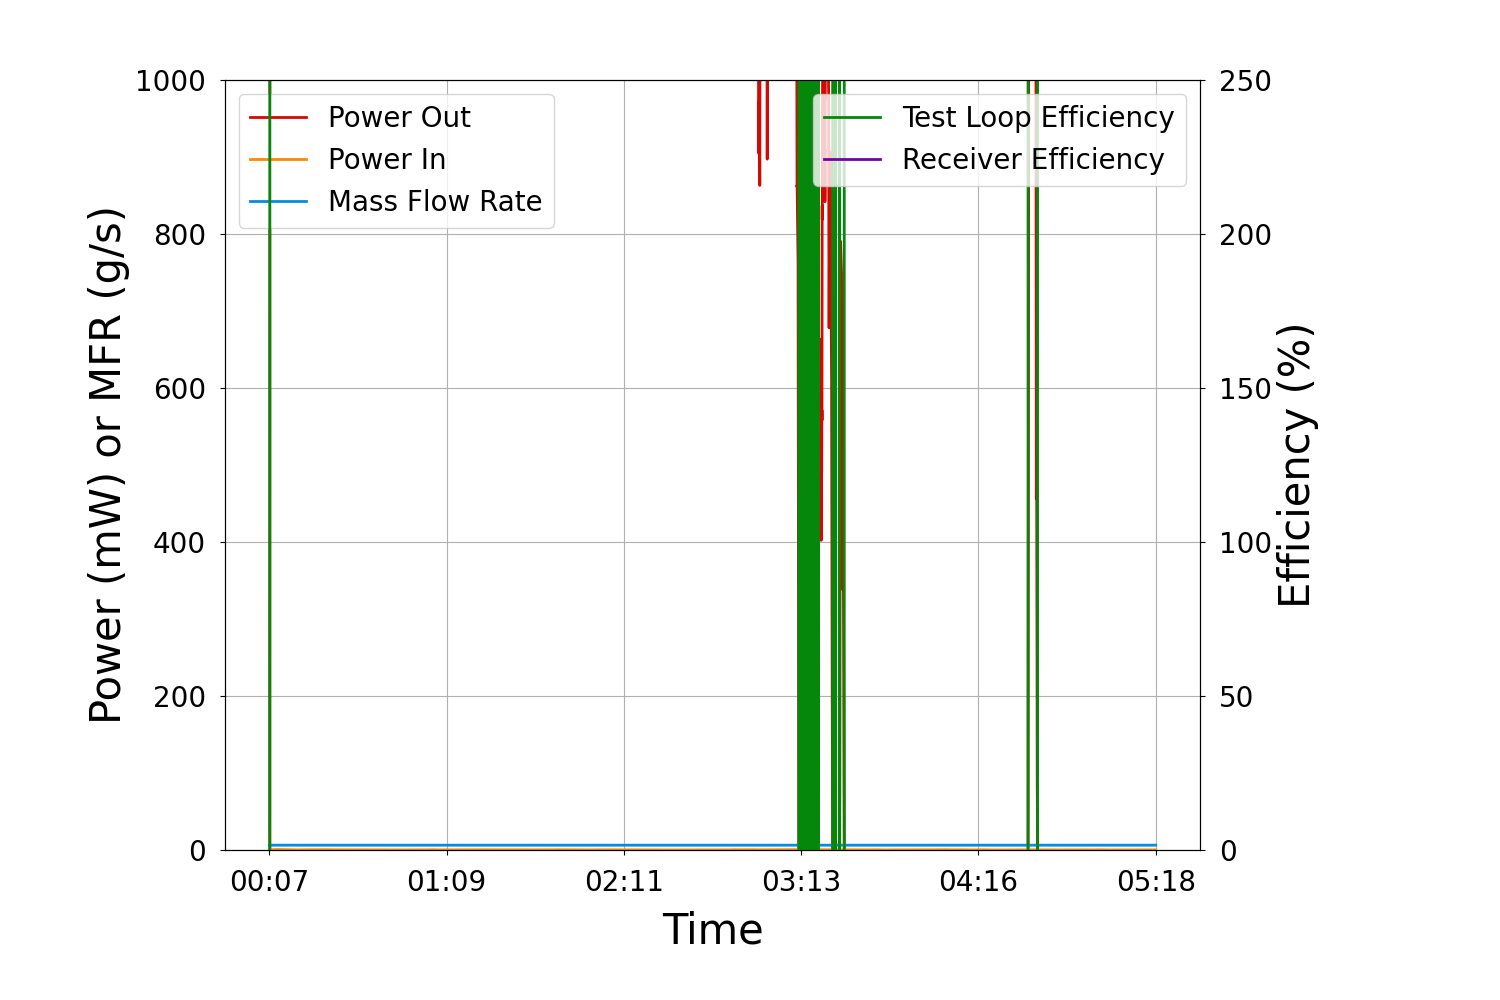 1000
800
600
400
200
0
Power (mW) or MFR (g/s)
Power Out
Power In
Mass Flow Rate
Test Loop Efficiency
Receiver Efficiency
250
200
150
100
50
0
Efficiency (%)
00:07 01:09 02:11 03:13 04:16 05:18
Time